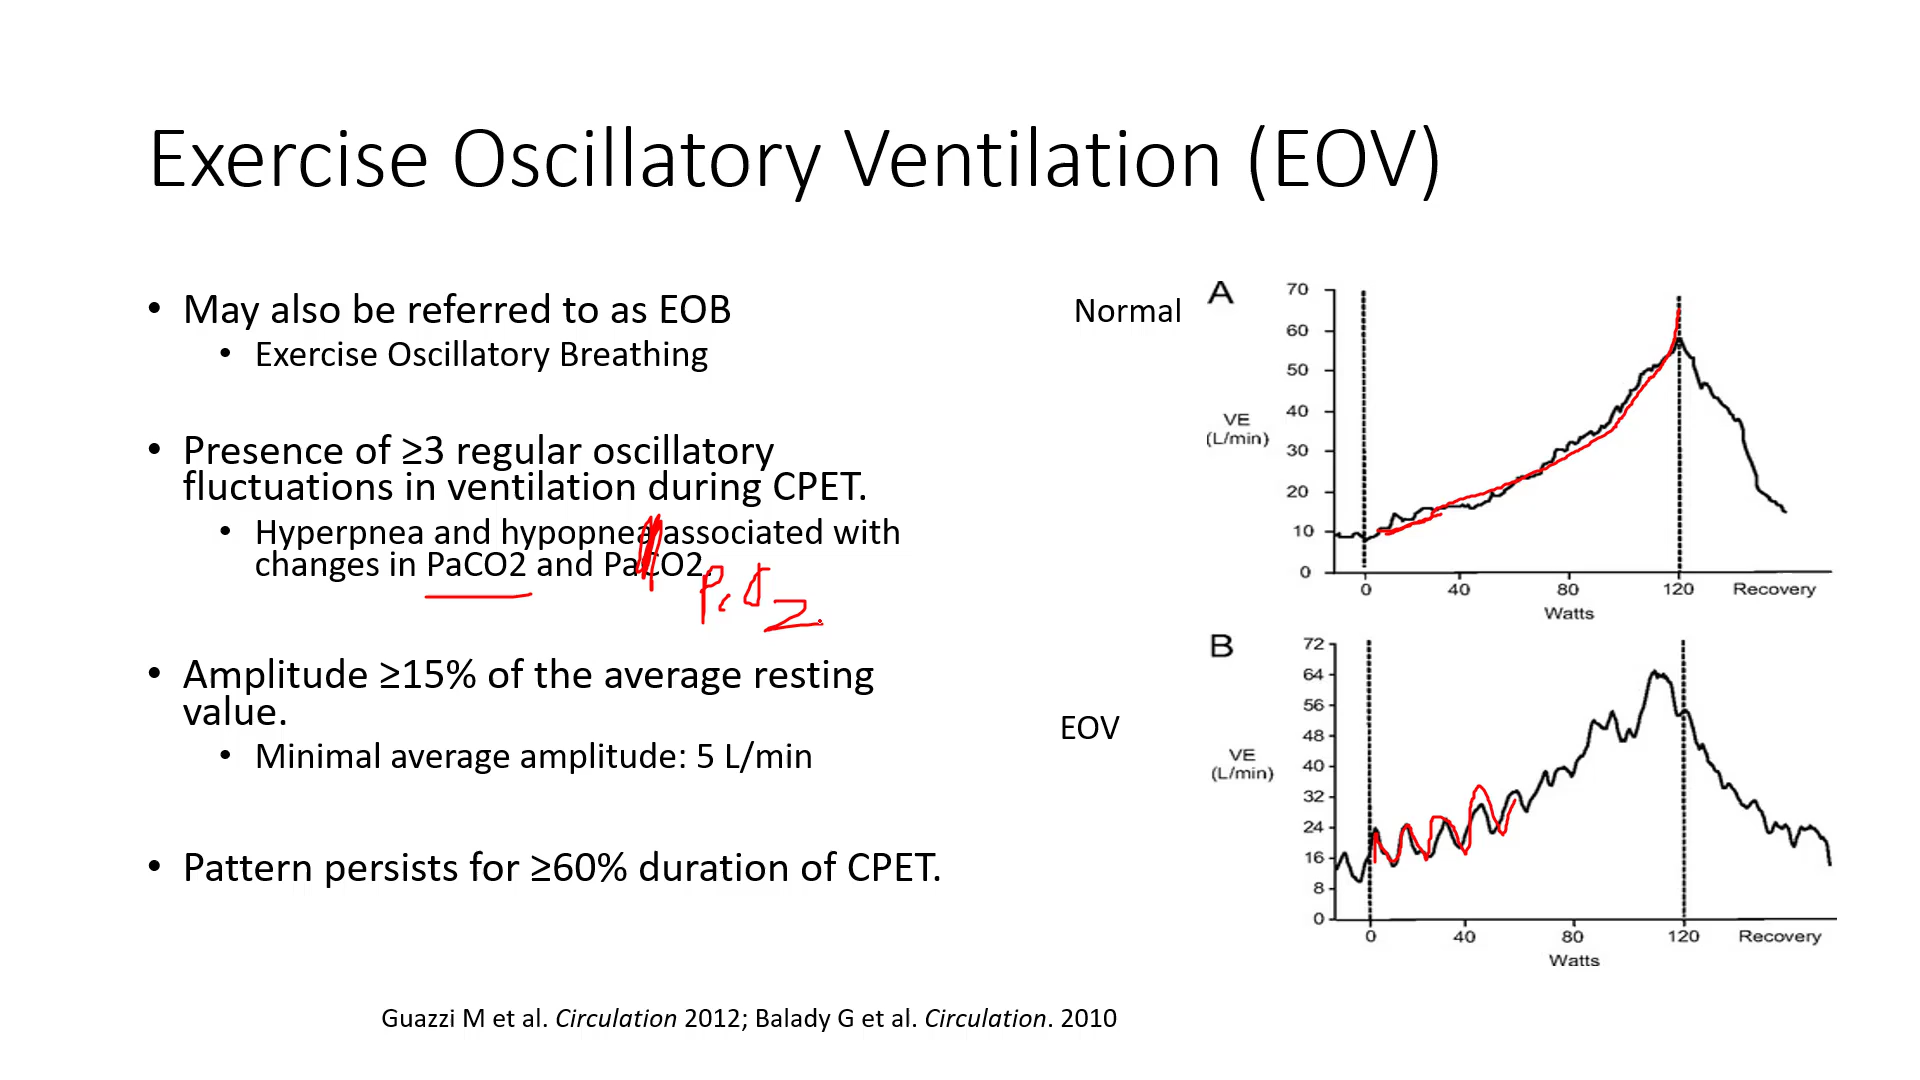 Exercise Oscillatory Ventilation (EOV)
• May also be referred to as EOB
• Exercise Oscillatory Breathing
• Presence of ≥3 regular oscillatory
fluctuations in ventilation during CPET.
• Hyperpnea and hypopnea associated with
changes in PaCO2 and PaCO2.
• Amplitude ≥15% of the average resting
value.
• Minimal average amplitude: 5 L/min
• Pattern persists for ≥60% duration of CPET.
Normal
A
70
60
50
40
30
20
10
0
VE
(L/min)
0 40 80 120 Recovery
Watts
EOV
B
72
64
56
48
40
32
24
16
8
0
VE
(L/min)
0 40 80 120 Recovery
Watts
Guazzi M et al. Circulation 2012; Balady G et al. Circulation. 2010